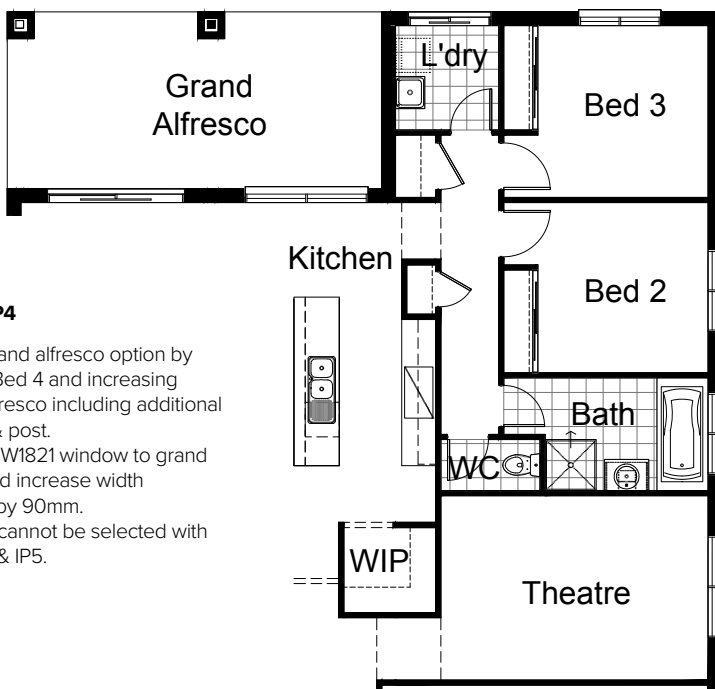 Grand
Alfresco
L'dry
Bed 3
Kitchen
Bed 2
P4
and alfresco option by
Bed 4 and increasing
fresco including additional
& post.
W1821 window to grand
d increase width
by 90mm.
cannot be selected with
& IP5.
Bath
WC
WIP
Theatre